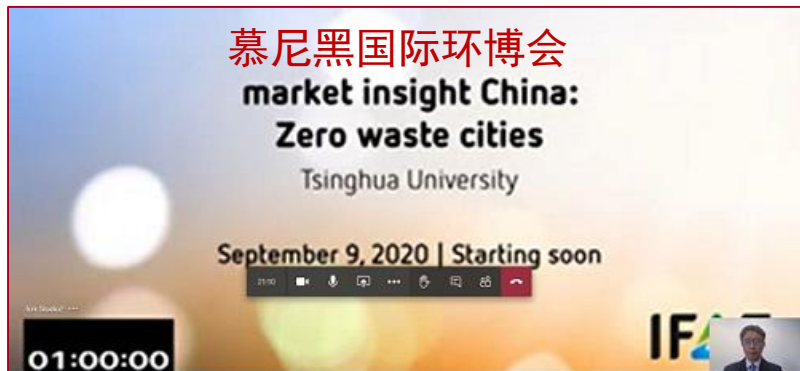 慕尼黑国际环博会
market insight China:
Zero waste cities
Tsinghua University
September 9, 2020 | Starting soon
01:00:00